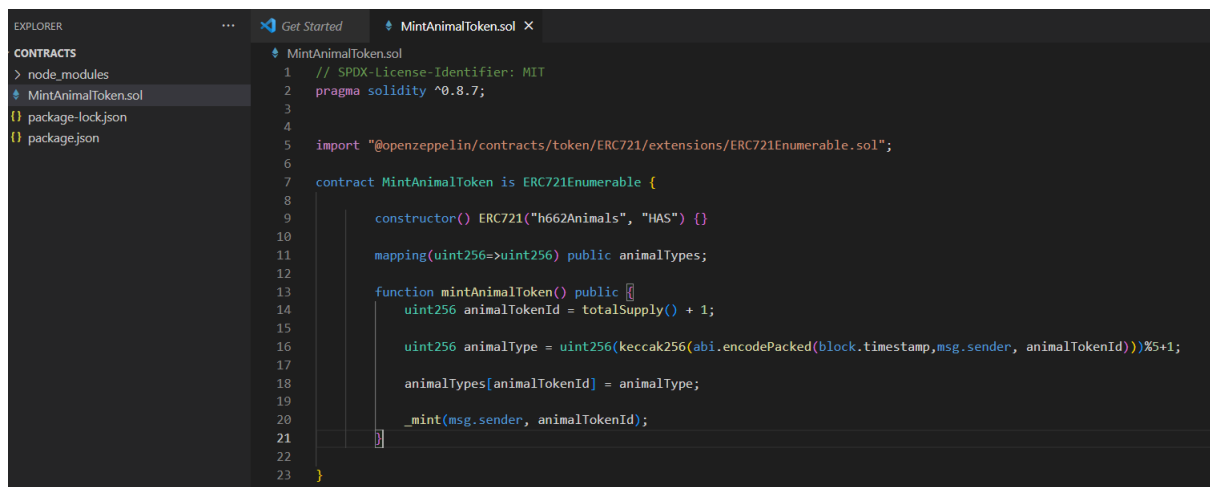 EXPLORER ...
CONTRACTS
> node_modules
MintAnimalToken.sol
{} package-lock.json
{} package.json
Get Started MintAnimalToken.sol ×
MintAnimalToken.sol
1 // SPDX-License-Identifier: MIT
2 pragma solidity ^0.8.7;
3
4
5 import "@openzeppelin/contracts/token/ERC721/extensions/ERC721Enumerable.sol";
6
7 contract MintAnimalToken is ERC721Enumerable {
8
9 constructor() ERC721("h662Animals", "HAS") {}
10
11 mapping(uint256=>uint256) public animalTypes;
12
13 function mintAnimalToken() public {
14 uint256 animalTokenId = totalSupply() + 1;
15
16 uint256 animalType = uint256(keccak256(abi.encodePacked(block.timestamp,msg.sender, animalTokenId)))%5+1;
17
18 animalTypes[animalTokenId] = animalType;
19
20 _mint(msg.sender, animalTokenId);
21 }
22
23 }